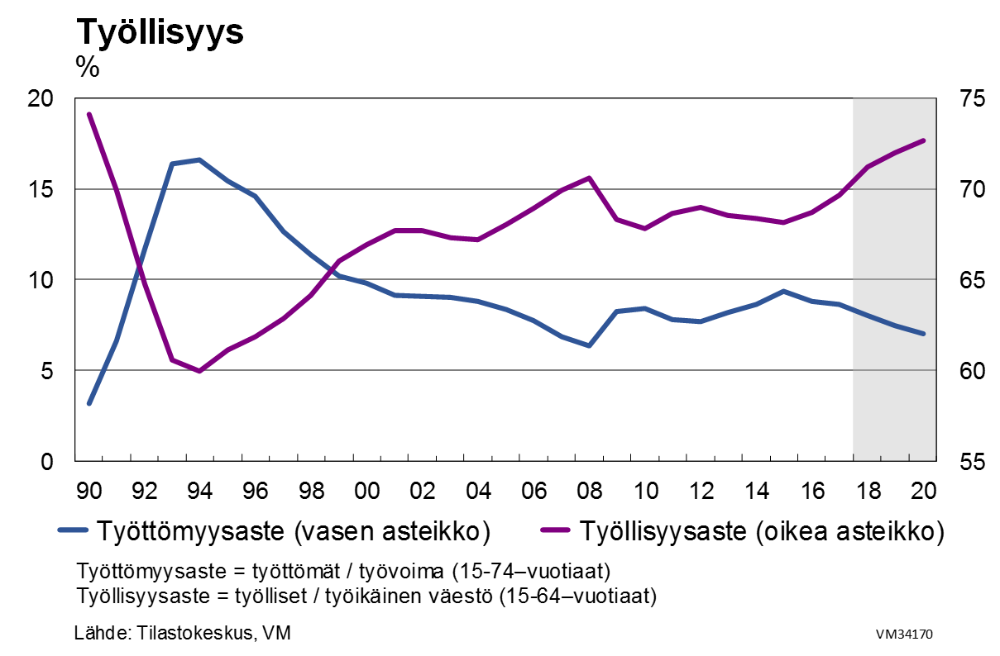 Työllisyys
%
20 75
15 70
10 65
5 60
0 55
90 92 94 96 98 00 02 04 06 08 10 12 14 16 18 20
Työttömyysaste (vasen asteikko) Työllisyysaste (oikea asteikko)
Työttömyysaste = työttömät / työvoima (15-74–vuotiaat)
Työllisyysaste = työlliset / työikäinen väestö (15-64–vuotiaat)
Lähde: Tilastokeskus, VM VM34170